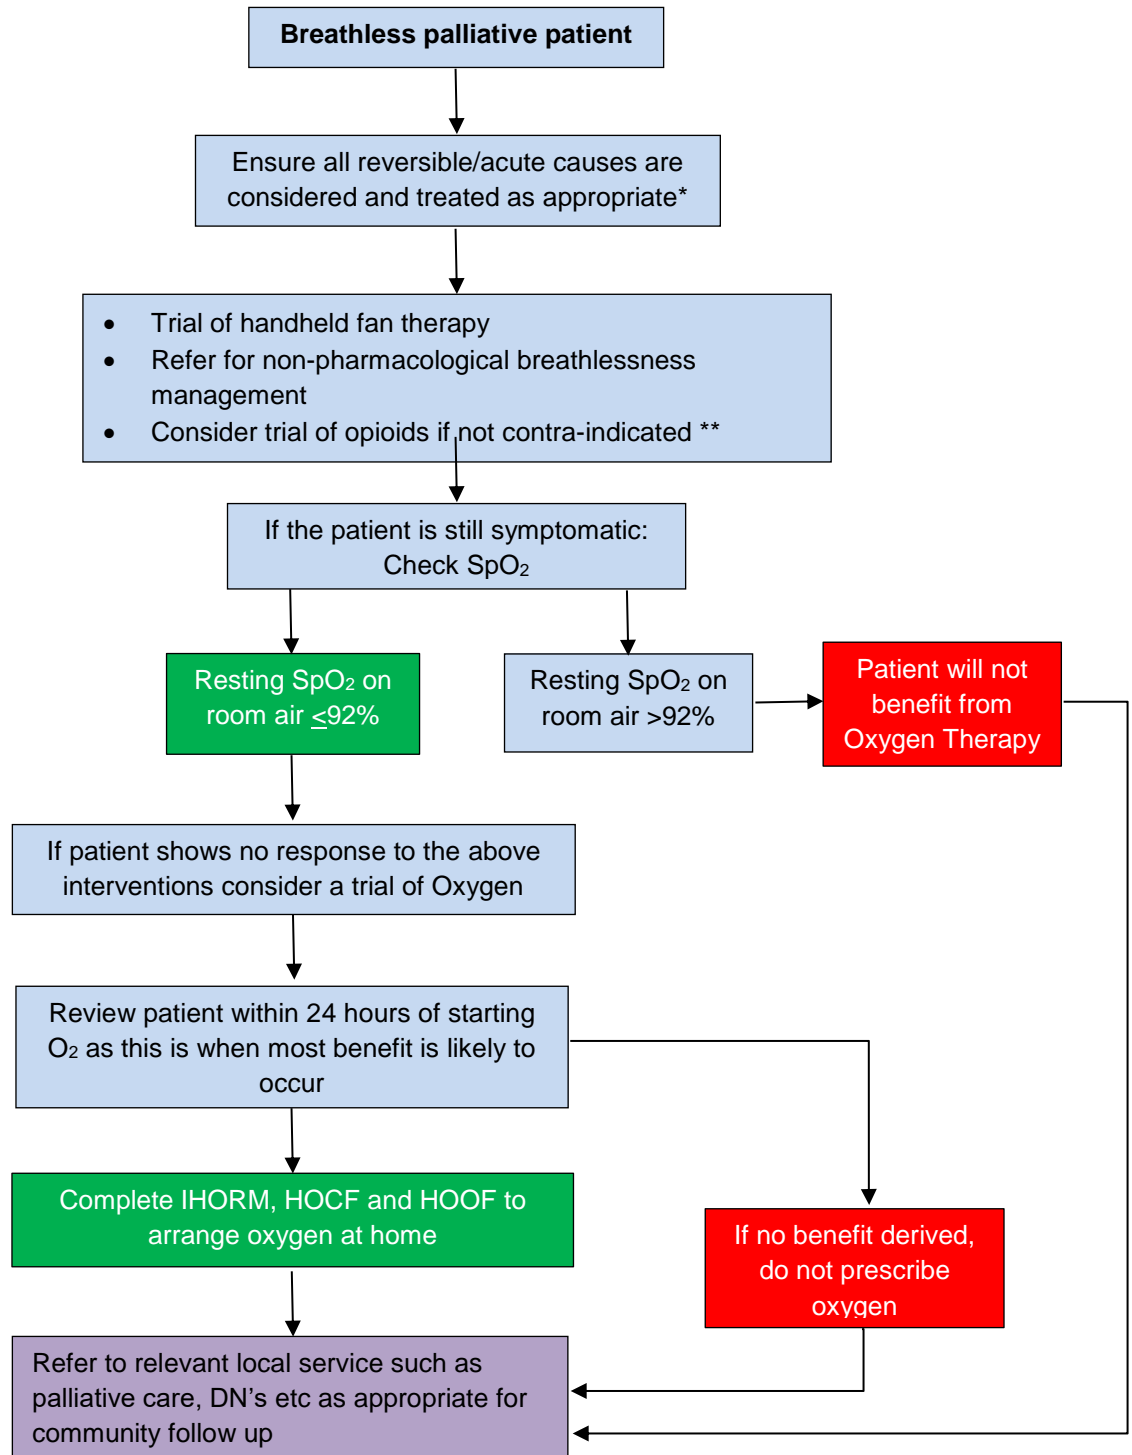 Breathless palliative patient
Ensure all reversible/acute causes are
considered and treated as appropriate*
• Trial of handheld fan therapy
• Refer for non-pharmacological breathlessness
management
• Consider trial of opioids if not contra-indicated **
If the patient is still symptomatic:
Check SpO₂
Resting SpO₂ on
room air <92%
Resting SpO₂ on
room air >92%
Patient will not
benefit from
Oxygen Therapy
If patient shows no response to the above
interventions consider a trial of Oxygen
Review patient within 24 hours of starting
O₂ as this is when most benefit is likely to
occur
Complete IHORM, HOCF and HOOF to
arrange oxygen at home
If no benefit derived,
do not prescribe
oxygen
Refer to relevant local service such as
palliative care, DN's etc as appropriate for
community follow up